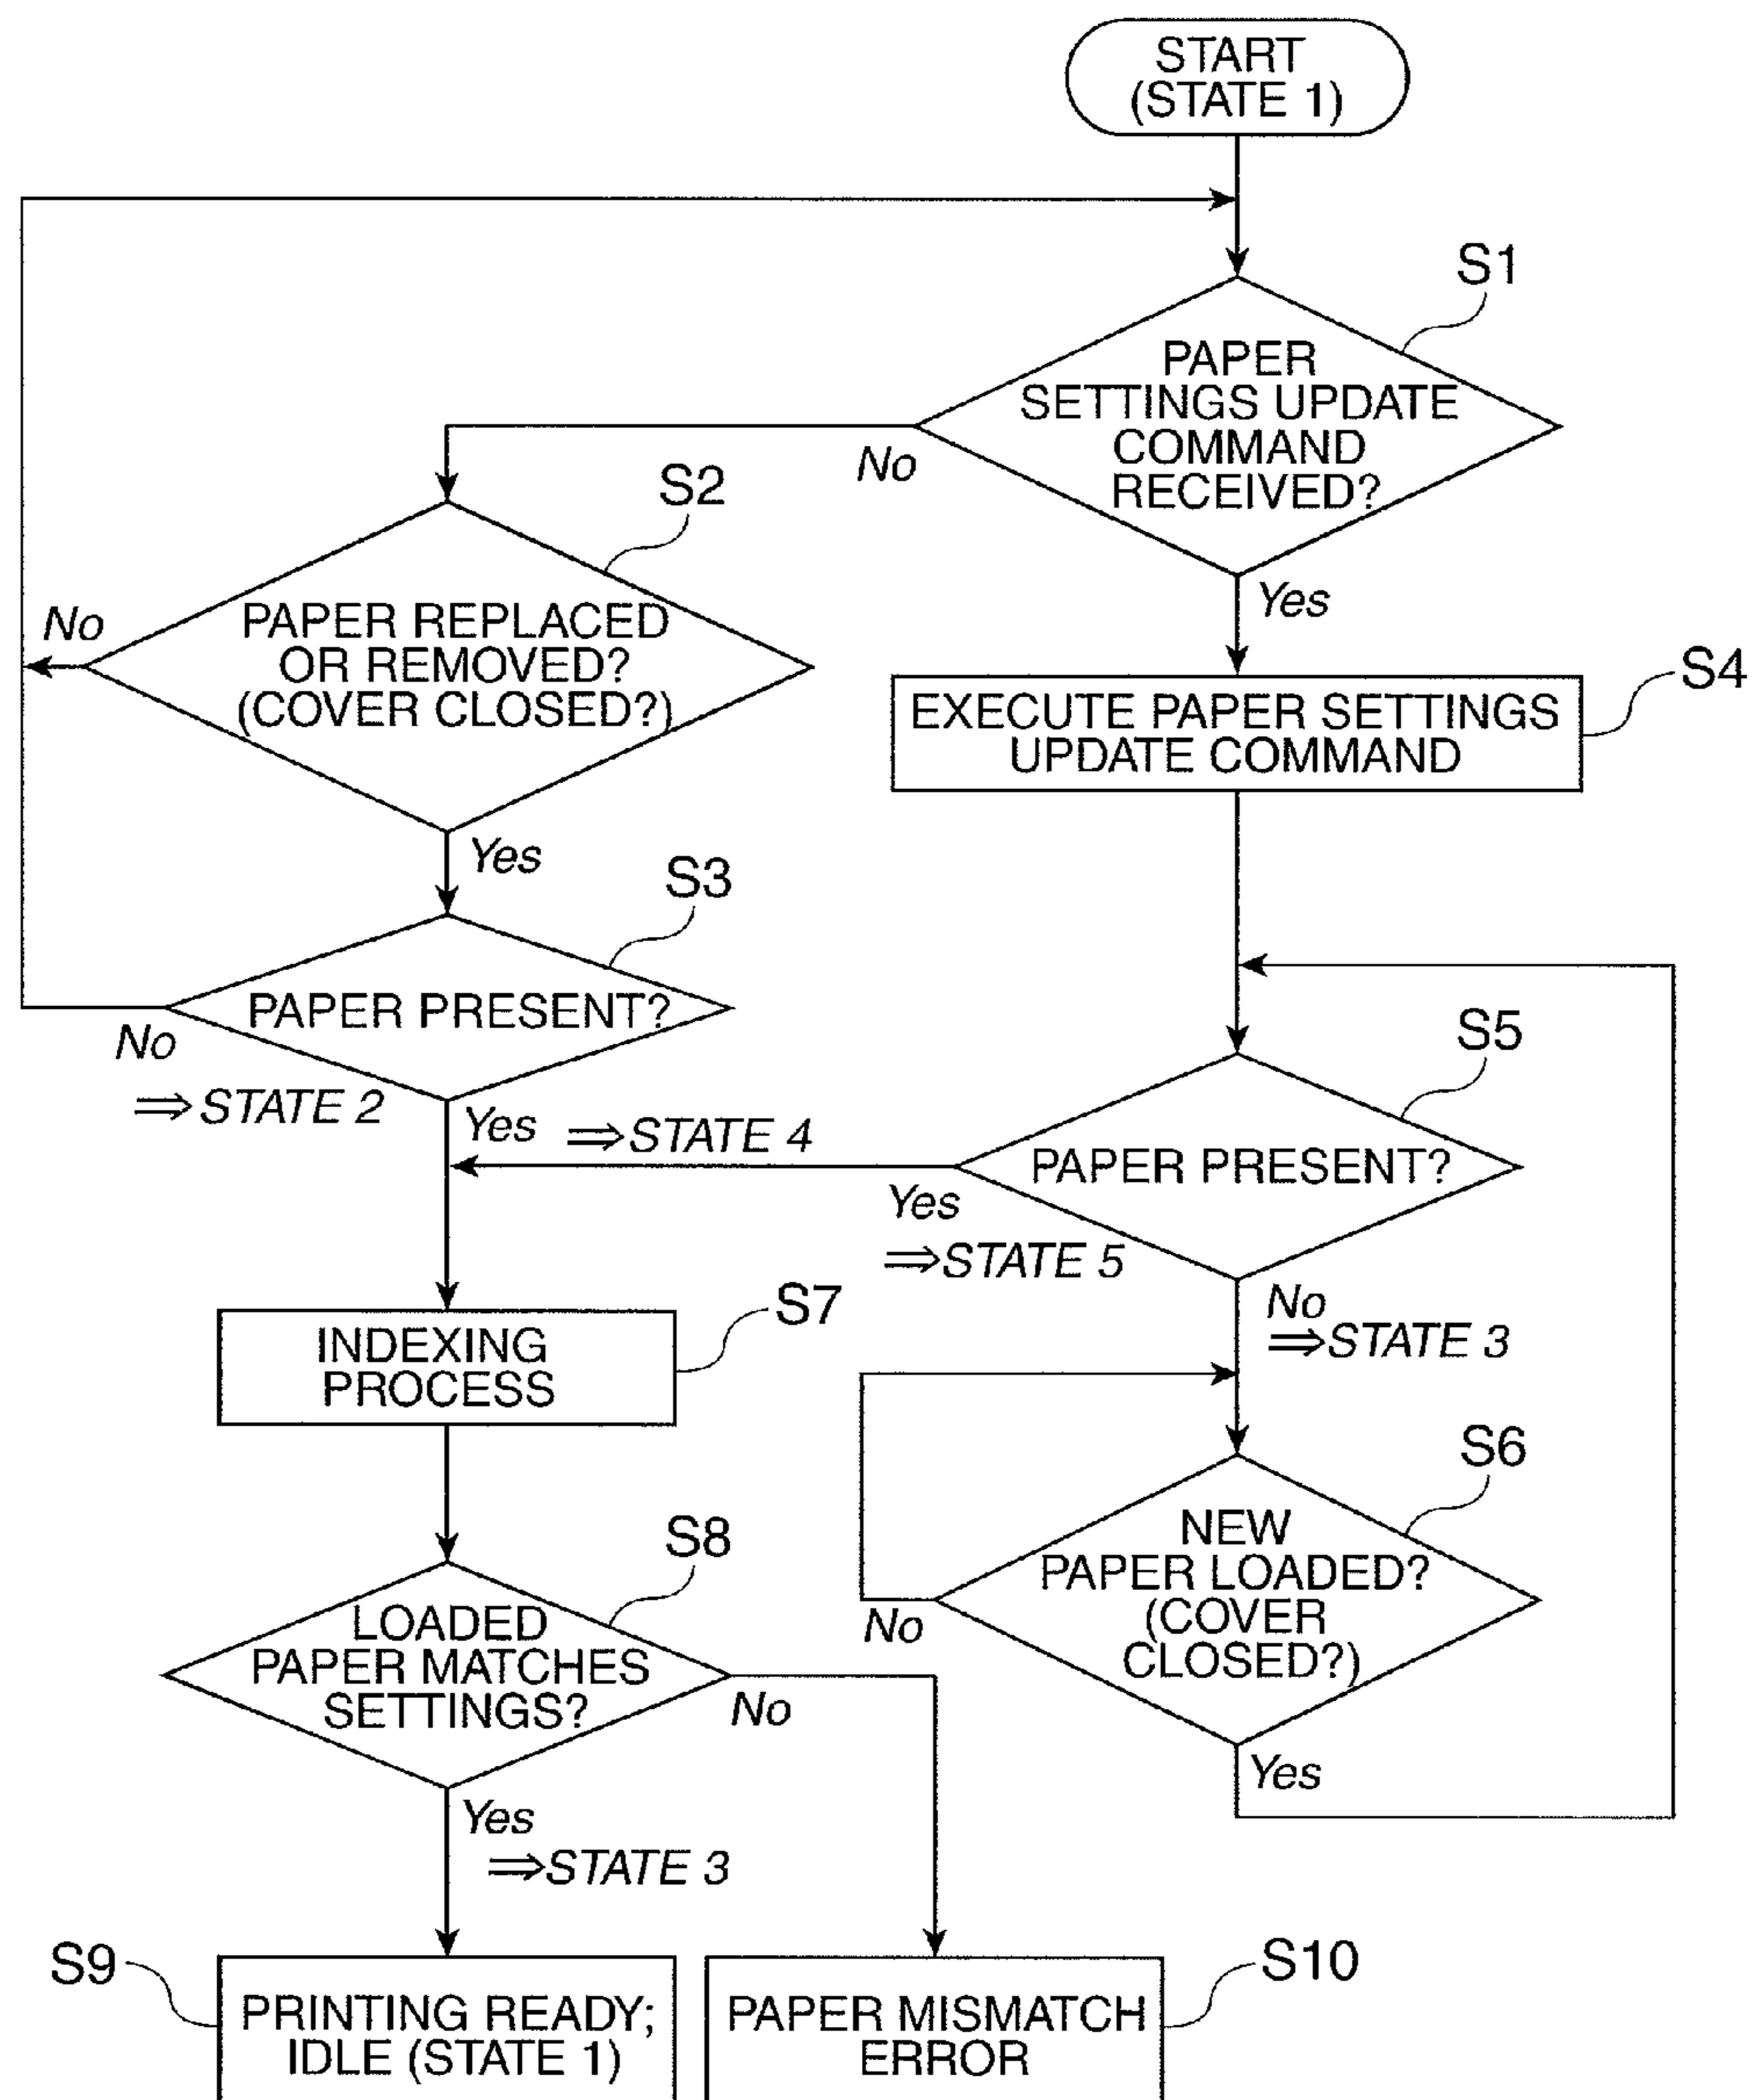 START
(STATE 1)
S1
PAPER
SETTINGS UPDATE
COMMAND
RECEIVED?
No
Yes
S2
PAPER REPLACED
OR REMOVED?
(COVER CLOSED?)
No
Yes
S4
EXECUTE PAPER SETTINGS
UPDATE COMMAND
S3
PAPER PRESENT?
No
⇒STATE 2
Yes ⇒STATE 4
S5
PAPER PRESENT?
Yes
⇒STATE 5
No
⇒STATE 3
S7
INDEXING
PROCESS
S6
NEW
PAPER LOADED?
(COVER
CLOSED?)
No
Yes
S8
LOADED
PAPER MATCHES
SETTINGS?
No
Yes
⇒STATE 3
S9
PRINTING READY;
IDLE (STATE 1)
S10
PAPER MISMATCH
ERROR